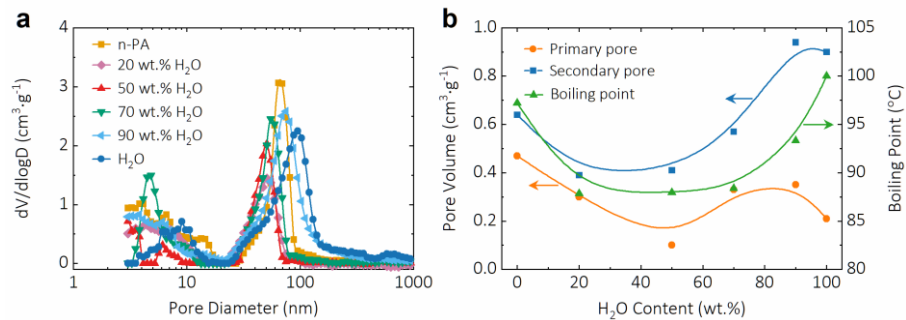 a
dV/dlogD (cm³·g⁻¹)
4
3
2
1
0
n-PA
20 wt.% H₂O
50 wt.% H₂O
70 wt.% H₂O
90 wt.% H₂O
H₂O
1 10 100 1000
Pore Diameter (nm)
b
Pore Volume (cm³·g⁻¹)
1.0
0.8
0.6
0.4
0.2
0.0
Primary pore
Secondary pore
Boiling point
105
100
95
90
85
80
Boiling Point (°C)
0 20 40 60 80 100
H₂O Content (wt.%)